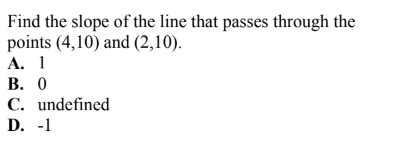 Find the slope of the line that passes through the
points (4,10) and (2,10).
A. 1
B. 0
C. undefined
D. -1